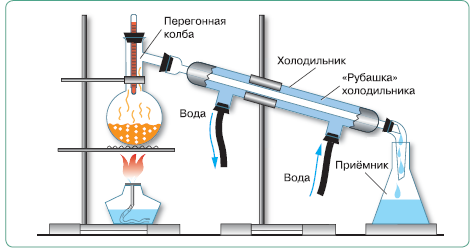 Перегонная
колба
Холодильник
«Рубашка»
холодильника
Вода
Вода
Приёмник